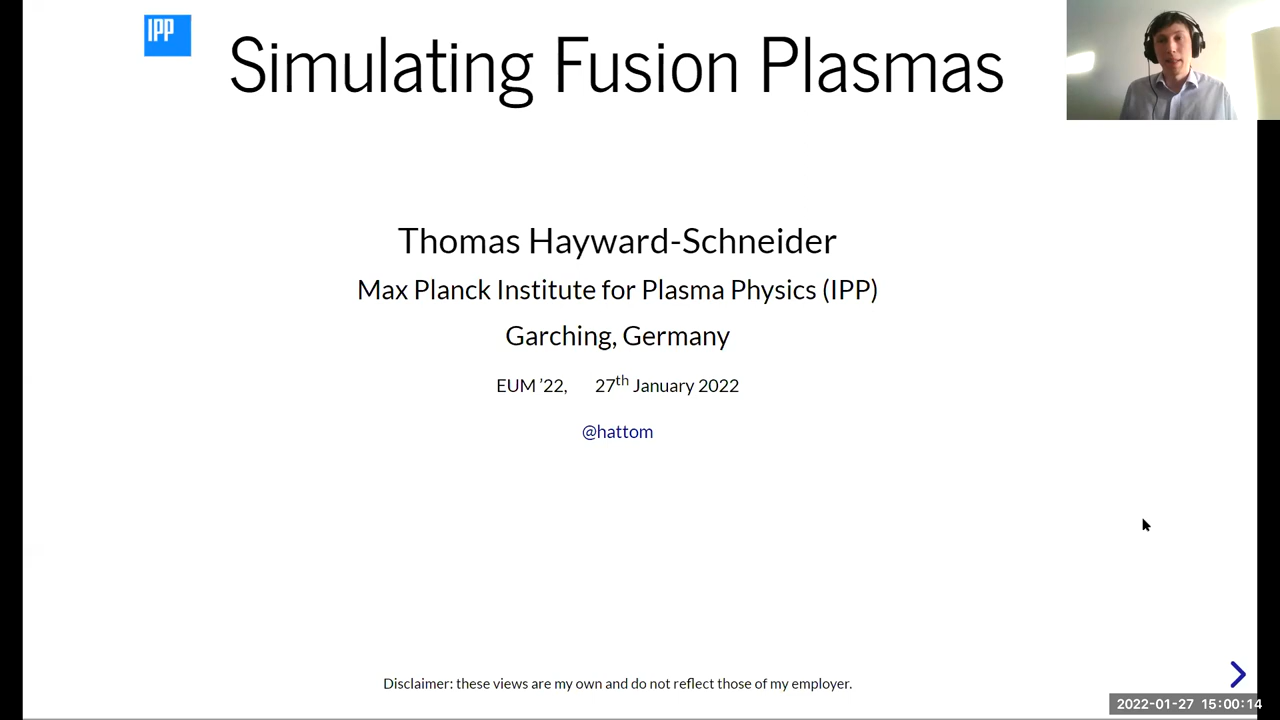 IPP
Simulating Fusion Plasmas
Thomas Hayward-Schneider
Max Planck Institute for Plasma Physics (IPP)
Garching, Germany
EUM ’22, 27th January 2022
@hattom
Disclaimer: these views are my own and do not reflect those of my employer.
2022-01-27 15:00:14